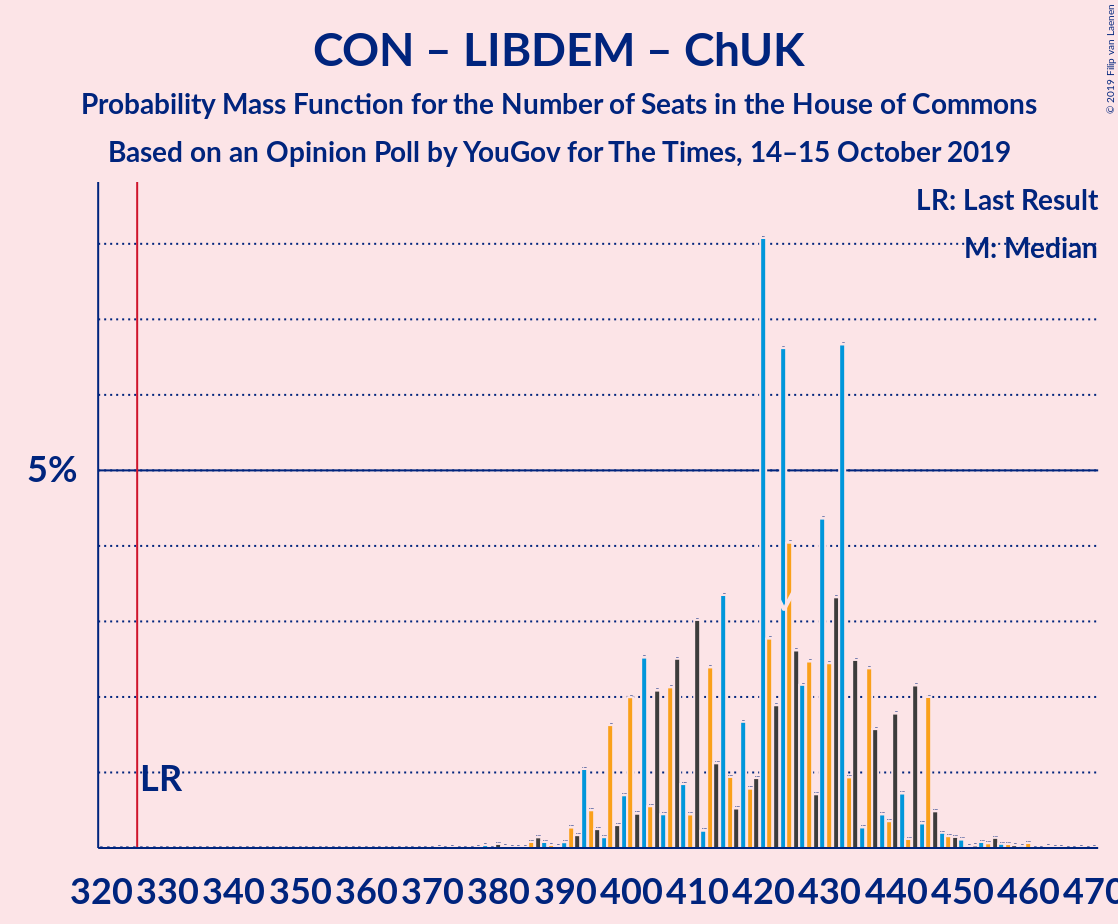 CON – LIBDEM – ChUK
Probability Mass Function for the Number of Seats in the House of Commons
Based on an Opinion Poll by YouGov for The Times, 14–15 October 2019
© 2019 Filip van Laenen
LR: Last Result
M: Median
5%
LR
320 330 340 350 360 370 380 390 400 410 420 430 440 450 460 470